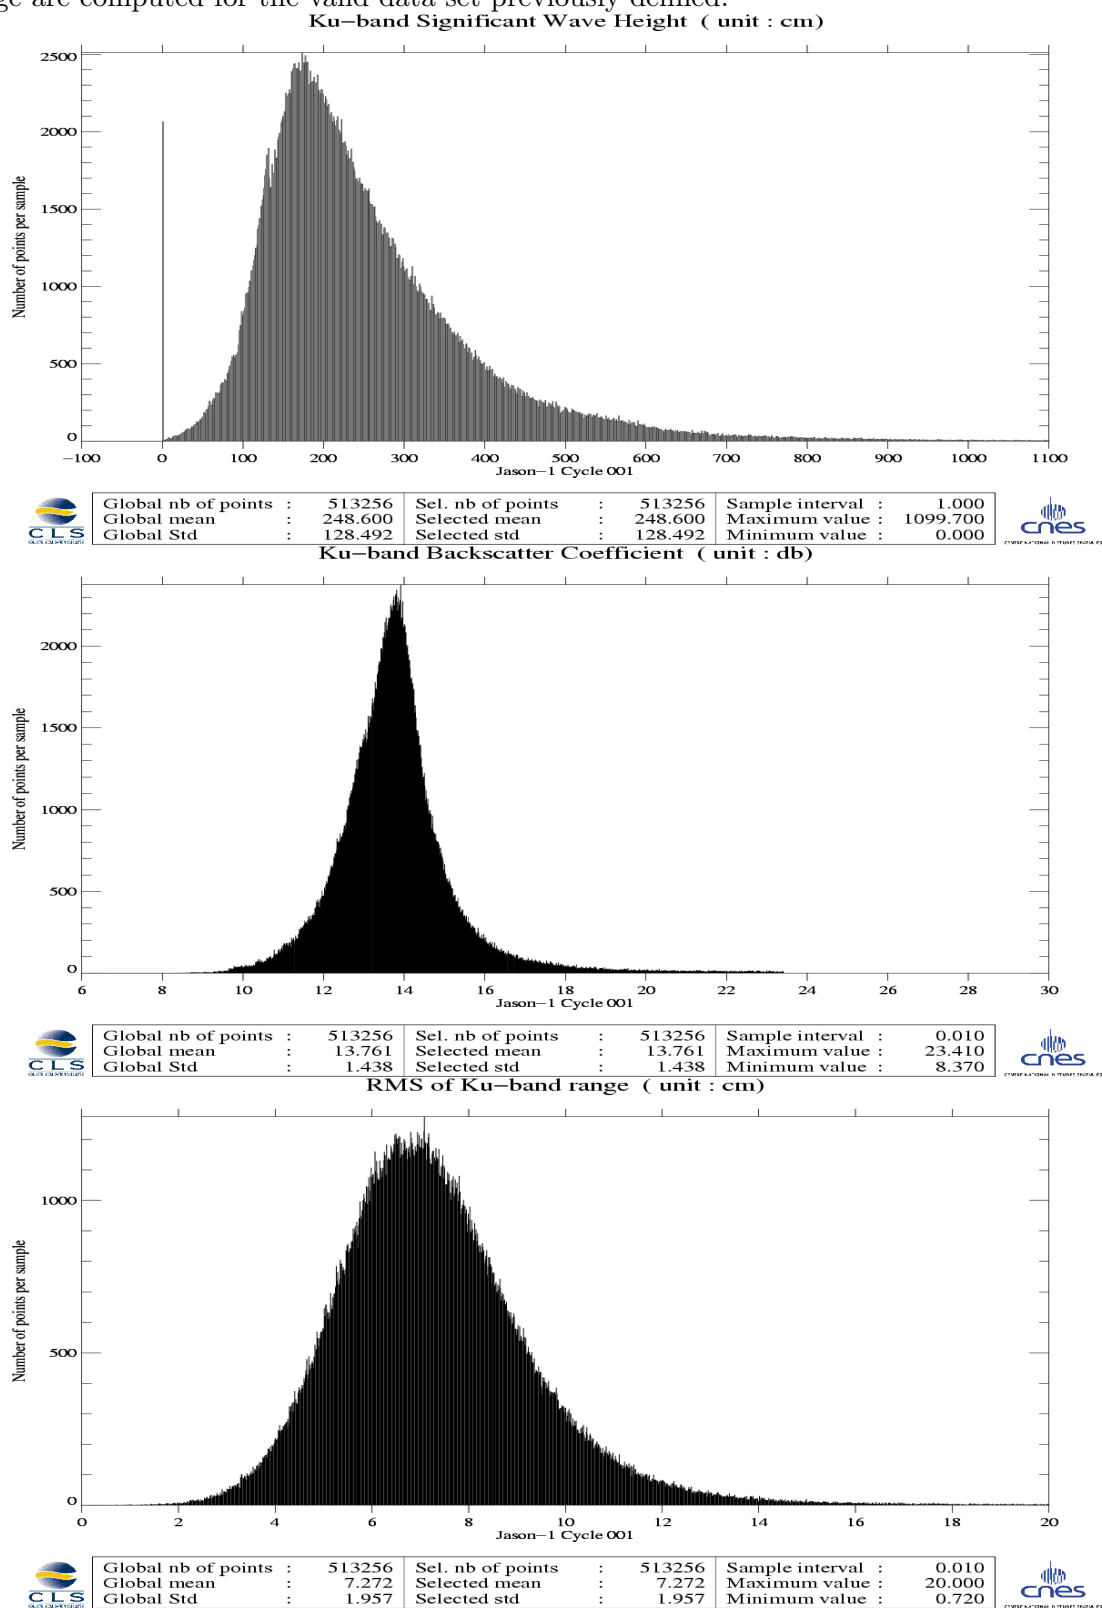 ge are computed for the valid data set previously defined.
Ku−band Significant Wave Height ( unit : cm)
Number of points per sample
2500
2000
1500
1000
500
0
−100 0 100 200 300 400 500 600 700 800 900 1000 1100
Jason−1 Cycle 001
CLS
Global nb of points : 513256 Sel. nb of points : 513256 Sample interval : 1.000
Global mean : 248.600 Selected mean : 248.600 Maximum value : 1099.700
Global Std : 128.492 Selected std : 128.492 Minimum value : 0.000
cnes
Ku−band Backscatter Coefficient ( unit : db)
Number of points per sample
2000
1500
1000
500
0
6 8 10 12 14 16 18 20 22 24 26 28 30
Jason−1 Cycle 001
CLS
Global nb of points : 513256 Sel. nb of points : 513256 Sample interval : 0.010
Global mean : 13.761 Selected mean : 13.761 Maximum value : 23.410
Global Std : 1.438 Selected std : 1.438 Minimum value : 8.370
cnes
RMS of Ku−band range ( unit : cm)
Number of points per sample
1000
500
0
0 2 4 6 8 10 12 14 16 18 20
Jason−1 Cycle 001
CLS
Global nb of points : 513256 Sel. nb of points : 513256 Sample interval : 0.010
Global mean : 7.272 Selected mean : 7.272 Maximum value : 20.000
Global Std : 1.957 Selected std : 1.957 Minimum value : 0.720
cnes